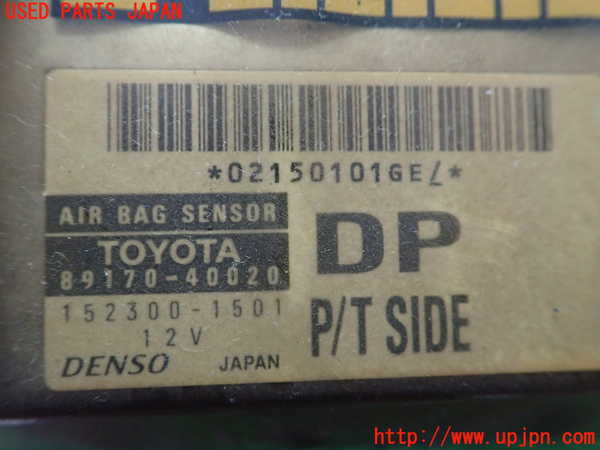 USED PARTS JAPAN
*02150101GE/*
AIR BAG SENSOR
TOYOTA
89170-40020
152300-1501
12V
DENSO JAPAN
DP
P/T SIDE
http://www.upjpn.com/